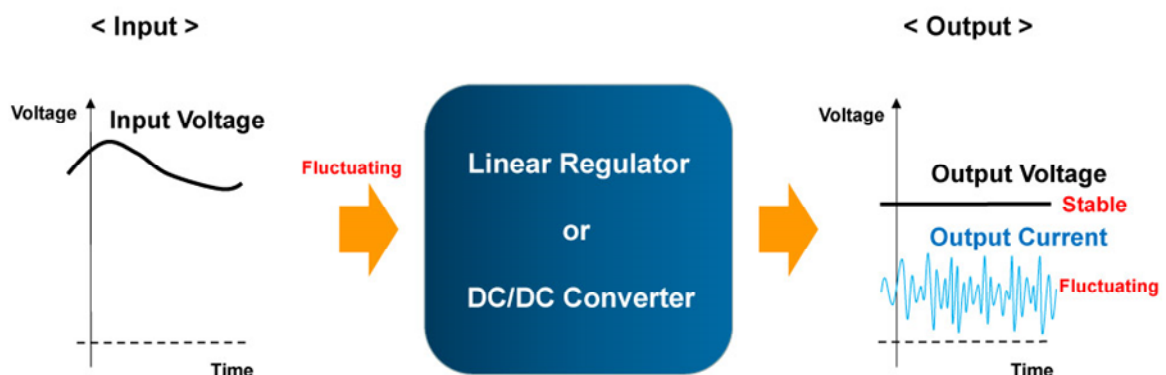 < Input >
Voltage
Input Voltage
Time
Fluctuating
Linear Regulator
or
DC/DC Converter
< Output >
Voltage
Output Voltage
Stable
Output Current
Fluctuating
Time